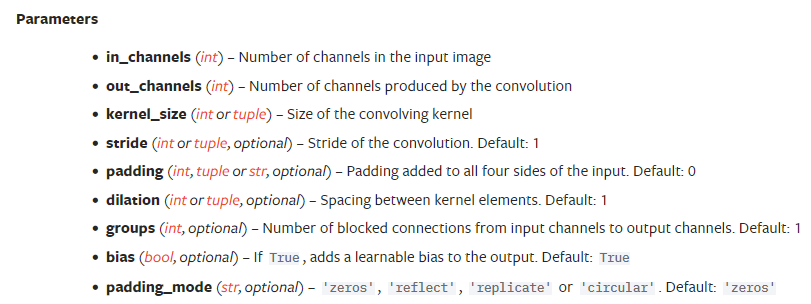 Parameters
• in_channels (int) – Number of channels in the input image
• out_channels (int) – Number of channels produced by the convolution
• kernel_size (int or tuple) – Size of the convolving kernel
• stride (int or tuple, optional) – Stride of the convolution. Default: 1
• padding (int, tuple or str, optional) – Padding added to all four sides of the input. Default: 0
• dilation (int or tuple, optional) – Spacing between kernel elements. Default: 1
• groups (int, optional) – Number of blocked connections from input channels to output channels. Default: 1
• bias (bool, optional) – If True, adds a learnable bias to the output. Default: True
• padding_mode (str, optional) – 'zeros', 'reflect', 'replicate' or 'circular'. Default: 'zeros'